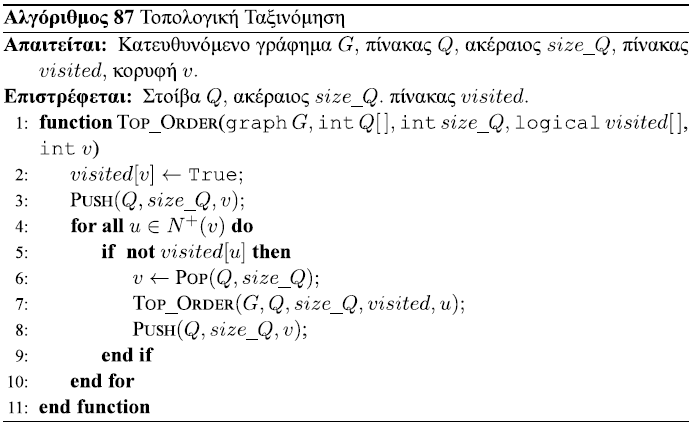 Αλγόριθμος 87 Τοπολογική Ταξινόμηση
Απαιτείται: Κατευθυνόμενο γράφημα G, πίνακας Q, ακέραιος size_Q, πίνακας
visited, κορυφή v.
Επιστρέφεται: Στοίβα Q, ακέραιος size_Q. πίνακας visited.
1: function TOP_ORDER(graph G, int Q[ ], int size_Q, logical visited[ ],
int v)
2: visited[v] ← True;
3: PUSH(Q, size_Q, v);
4: for all u ∈ N⁺(v) do
5: if not visited[u] then
6: v ← POP(Q, size_Q);
7: TOP_ORDER(G, Q, size_Q, visited, u);
8: PUSH(Q, size_Q, v);
9: end if
10: end for
11: end function